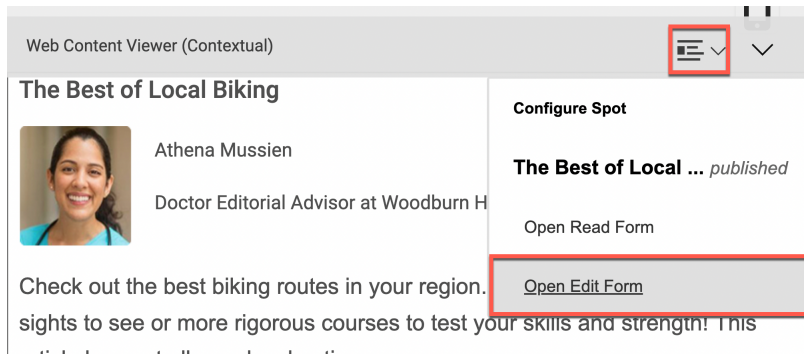 Web Content Viewer (Contextual)
The Best of Local Biking
Athena Mussien
Doctor Editorial Advisor at Woodburn H
Check out the best biking routes in your region.
sights to see or more rigorous courses to test your skills and strength! This
Configure Spot
The Best of Local ... published
Open Read Form
Open Edit Form